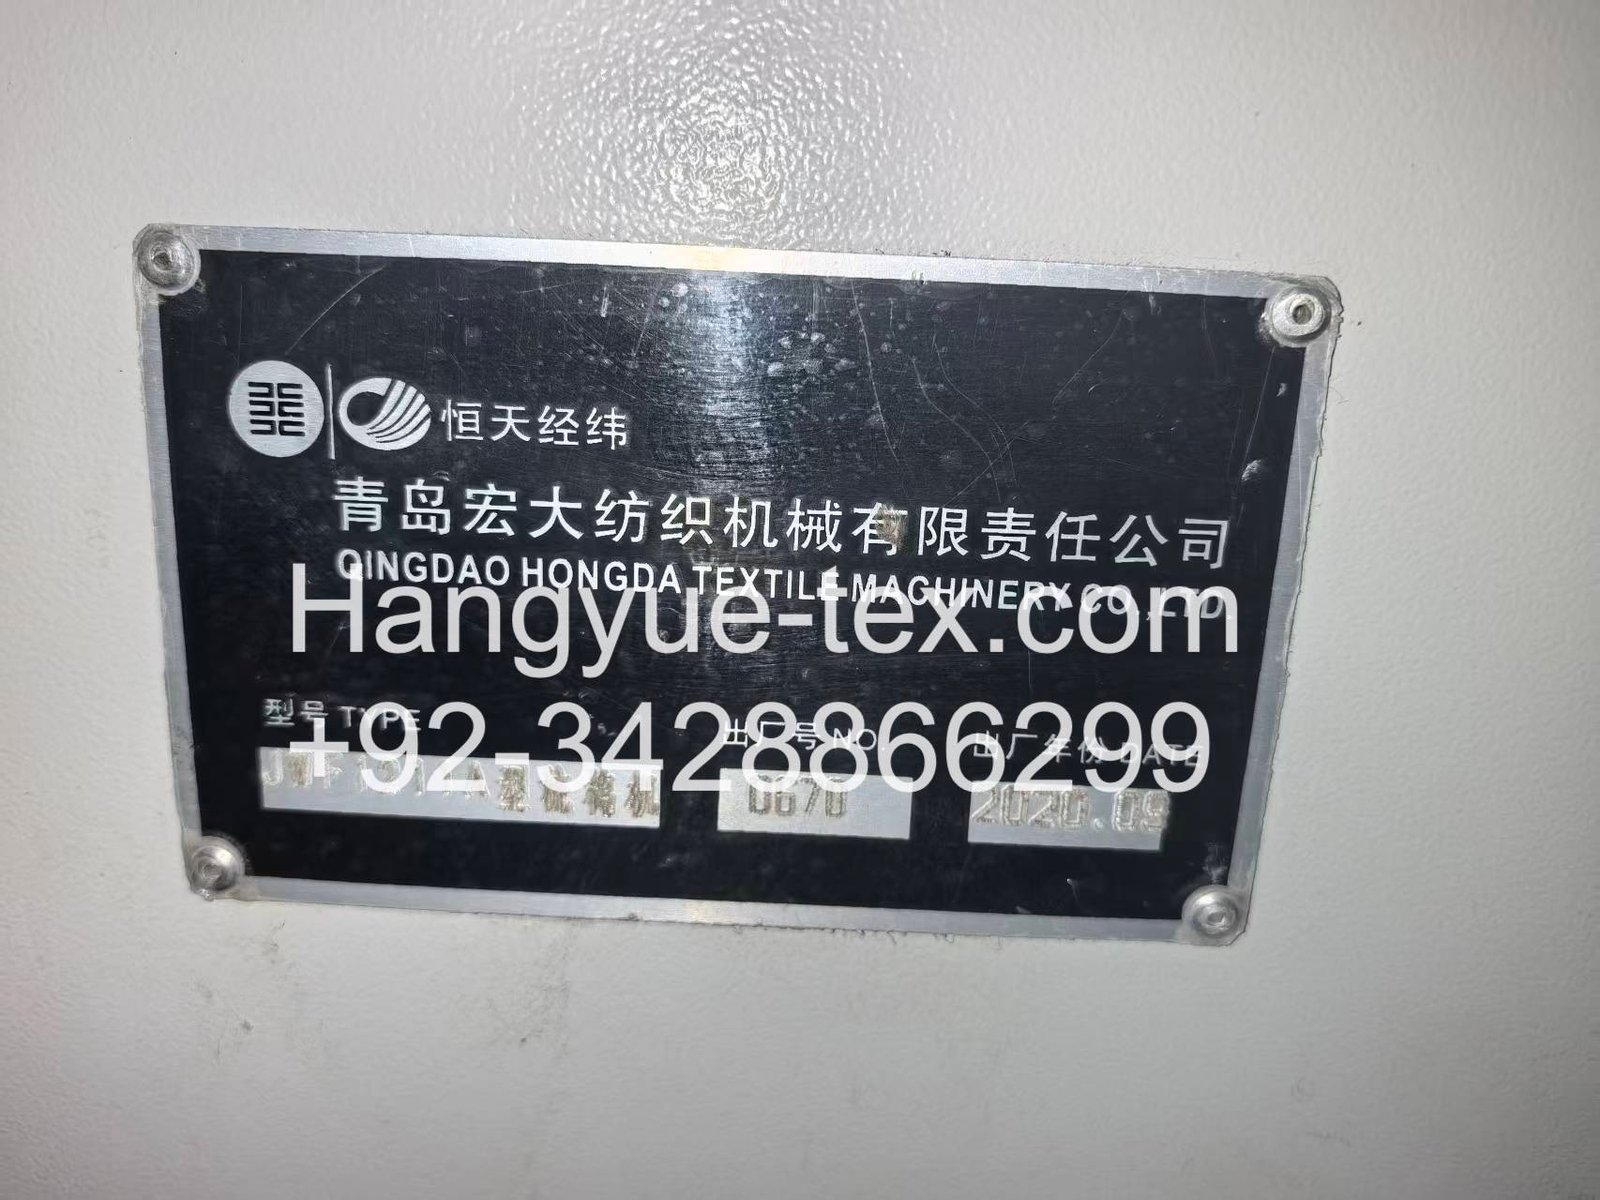 恒天经纬
青岛宏大纺织机械有限责任公司
QINGDAO HONGDA TEXTILE MACHINERY CO.,LTD.
Hangyue-tex.com
型号 TYPE 出厂号 NO. 出厂年份 DATE
+92-3428866299
型梳棉机 0670 2020.09